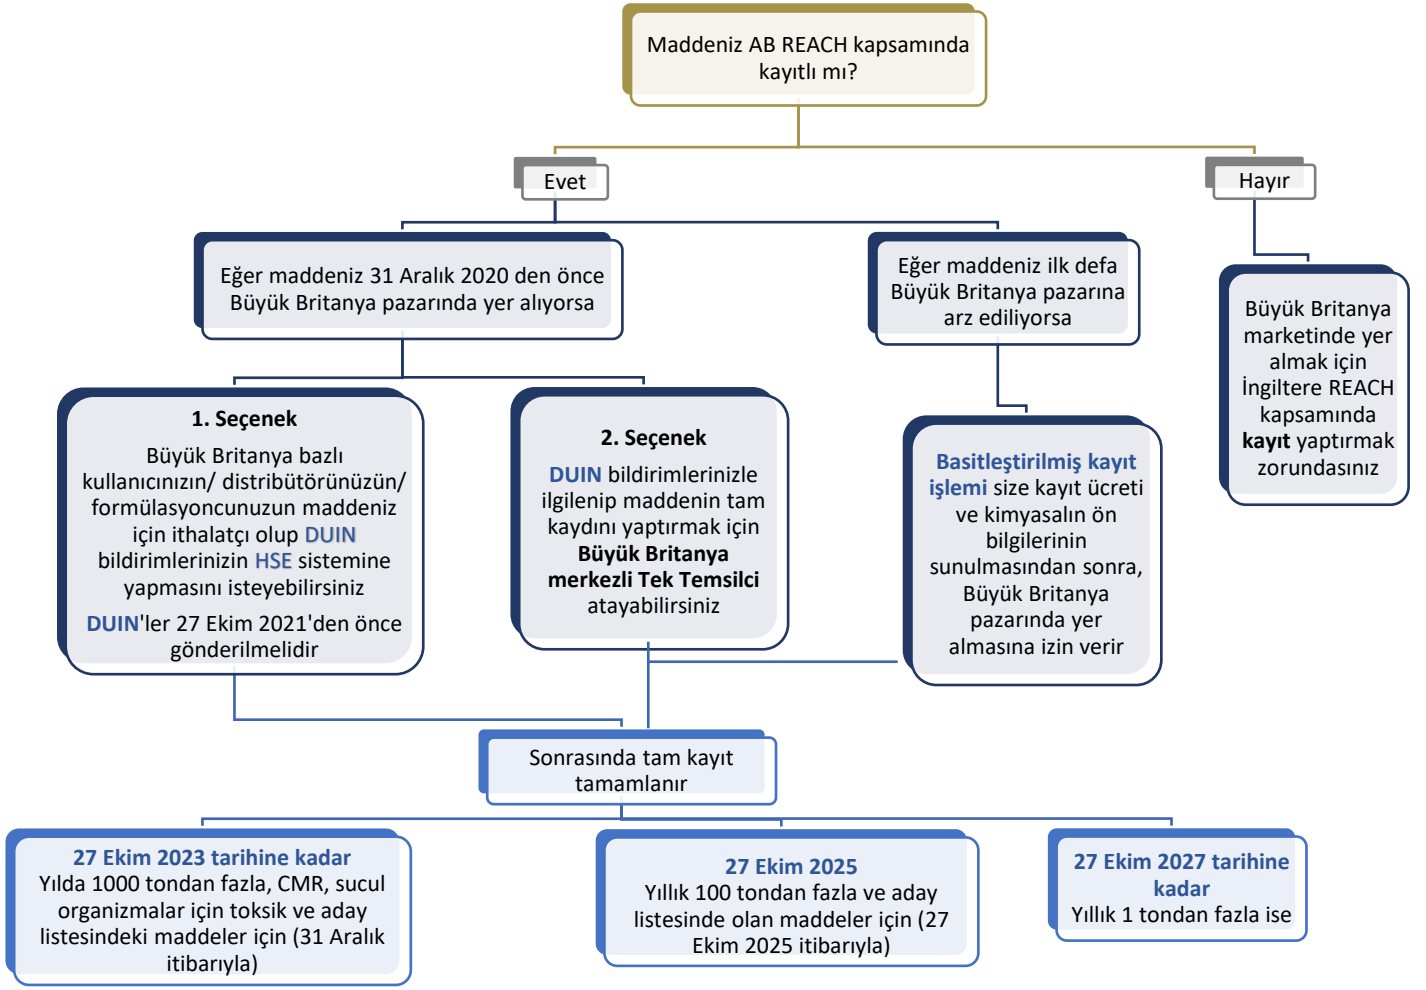 Maddeniz AB REACH kapsamında
kayıtlı mı?
Evet
Hayır
Eğer maddeniz 31 Aralık 2020 den önce
Büyük Britanya pazarında yer alıyorsa
Eğer maddeniz ilk defa
Büyük Britanya pazarına
arz ediliyorsa
Büyük Britanya
marketinde yer
almak için
İngiltere REACH
kapsamında
kayıt yaptırmak
zorundasınız
1. Seçenek
Büyük Britanya bazlı
kullanıcınızın/ distribütörünüzün/
formülasyoncunuzun maddeniz
için ithalatçı olup DUIN
bildirimlerinizin HSE sistemine
yapmasını isteyebilirsiniz
DUIN'ler 27 Ekim 2021'den önce
gönderilmelidir
2. Seçenek
DUIN bildirimlerinizle
ilgilenip maddenin tam
kaydını yaptırmak için
Büyük Britanya
merkezli Tek Temsilci
atayabilirsiniz
Basitleştirilmiş kayıt
işlemi size kayıt ücreti
ve kimyasalın ön
bilgilerinin
sunulmasından sonra,
Büyük Britanya
pazarında yer
almasına izin verir
Sonrasında tam kayıt
tamamlanır
27 Ekim 2023 tarihine kadar
Yılda 1000 tondan fazla, CMR, sucul
organizmalar için toksik ve aday
listesindeki maddeler için (31 Aralık
itibarıyla)
27 Ekim 2025
Yıllık 100 tondan fazla ve aday
listesinde olan maddeler için (27
Ekim 2025 itibarıyla)
27 Ekim 2027 tarihine
kadar
Yıllık 1 tondan fazla ise